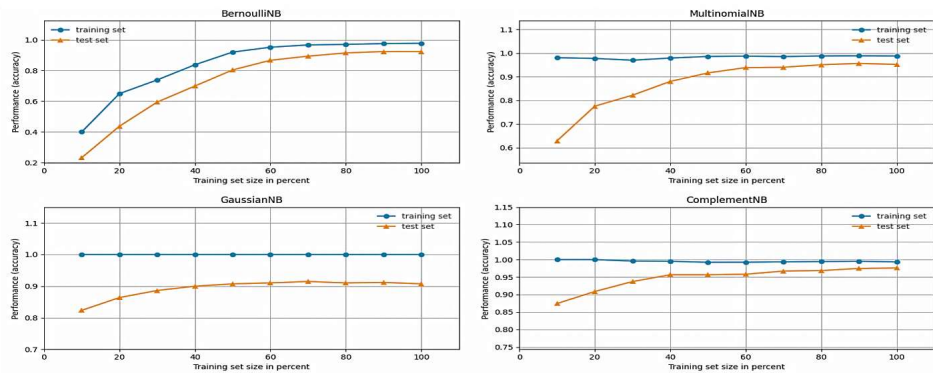 BernoulliNB
training set
test set
1.0
0.8
0.6
0.4
0.2
Performance (accuracy)
0 20 40 60 80 100
Training set size in percent
MultinomialNB
training set
test set
1.1
1.0
0.9
0.8
0.7
0.6
Performance (accuracy)
0 20 40 60 80 100
Training set size in percent
GaussianNB
training set
test set
1.1
1.0
0.9
0.8
0.7
Performance (accuracy)
0 20 40 60 80 100
Training set size in percent
ComplementNB
training set
test set
1.15
1.10
1.05
1.00
0.95
0.90
0.85
0.80
0.75
Performance (accuracy)
0 20 40 60 80 100
Training set size in percent